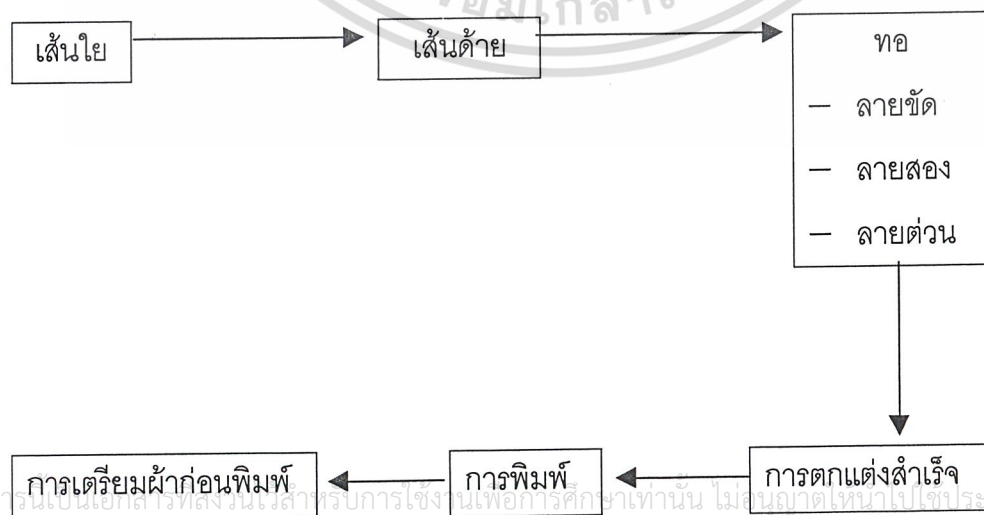 เส้นใย
เส้นด้าย
ทอ
— ลายขัด
— ลายสอง
— ลายต่วน
การตกแต่งสำเร็จ
การพิมพ์
การเตรียมผ้าก่อนพิมพ์